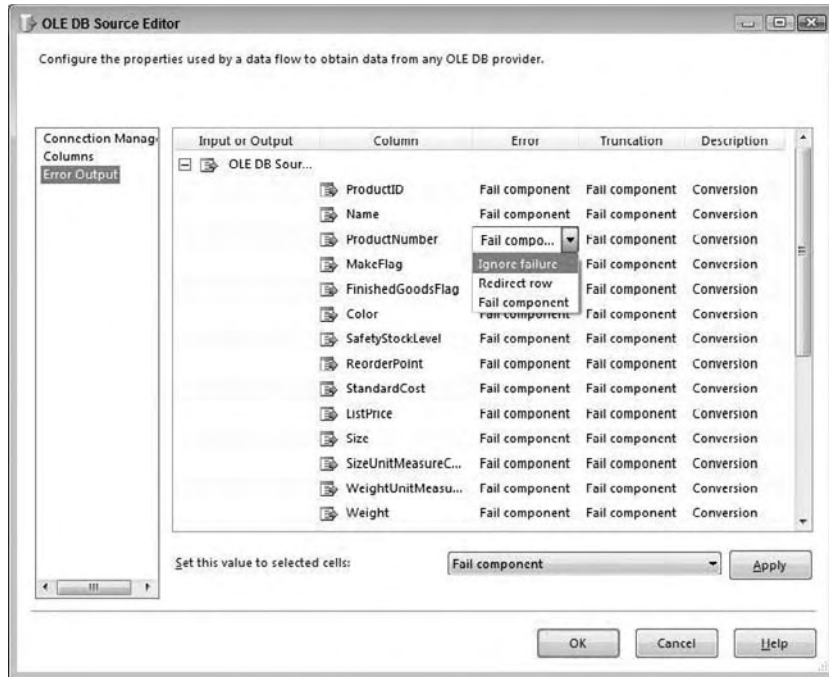 OLE DB Source Editor
Configure the properties used by a data flow to obtain data from any OLE DB provider.
Connection Manag
Columns
Error Output
Input or Output Column Error Truncation Description
OLE DB Sour...
ProductID Fail component Fail component Conversion
Name Fail component Fail component Conversion
ProductNumber Fail compo... Fail component Conversion
MakeFlag Ignore failure Fail component Conversion
FinishedGoodsFlag Redirect row Fail component Conversion
Fail component
Color Fail component Fail component Conversion
SafetyStockLevel Fail component Fail component Conversion
ReorderPoint Fail component Fail component Conversion
StandardCost Fail component Fail component Conversion
ListPrice Fail component Fail component Conversion
Size Fail component Fail component Conversion
SizeUnitMeasureC... Fail component Fail component Conversion
WeightUnitMeasu... Fail component Fail component Conversion
Weight Fail component Fail component Conversion
Set this value to selected cells: Fail component Apply
OK Cancel Help